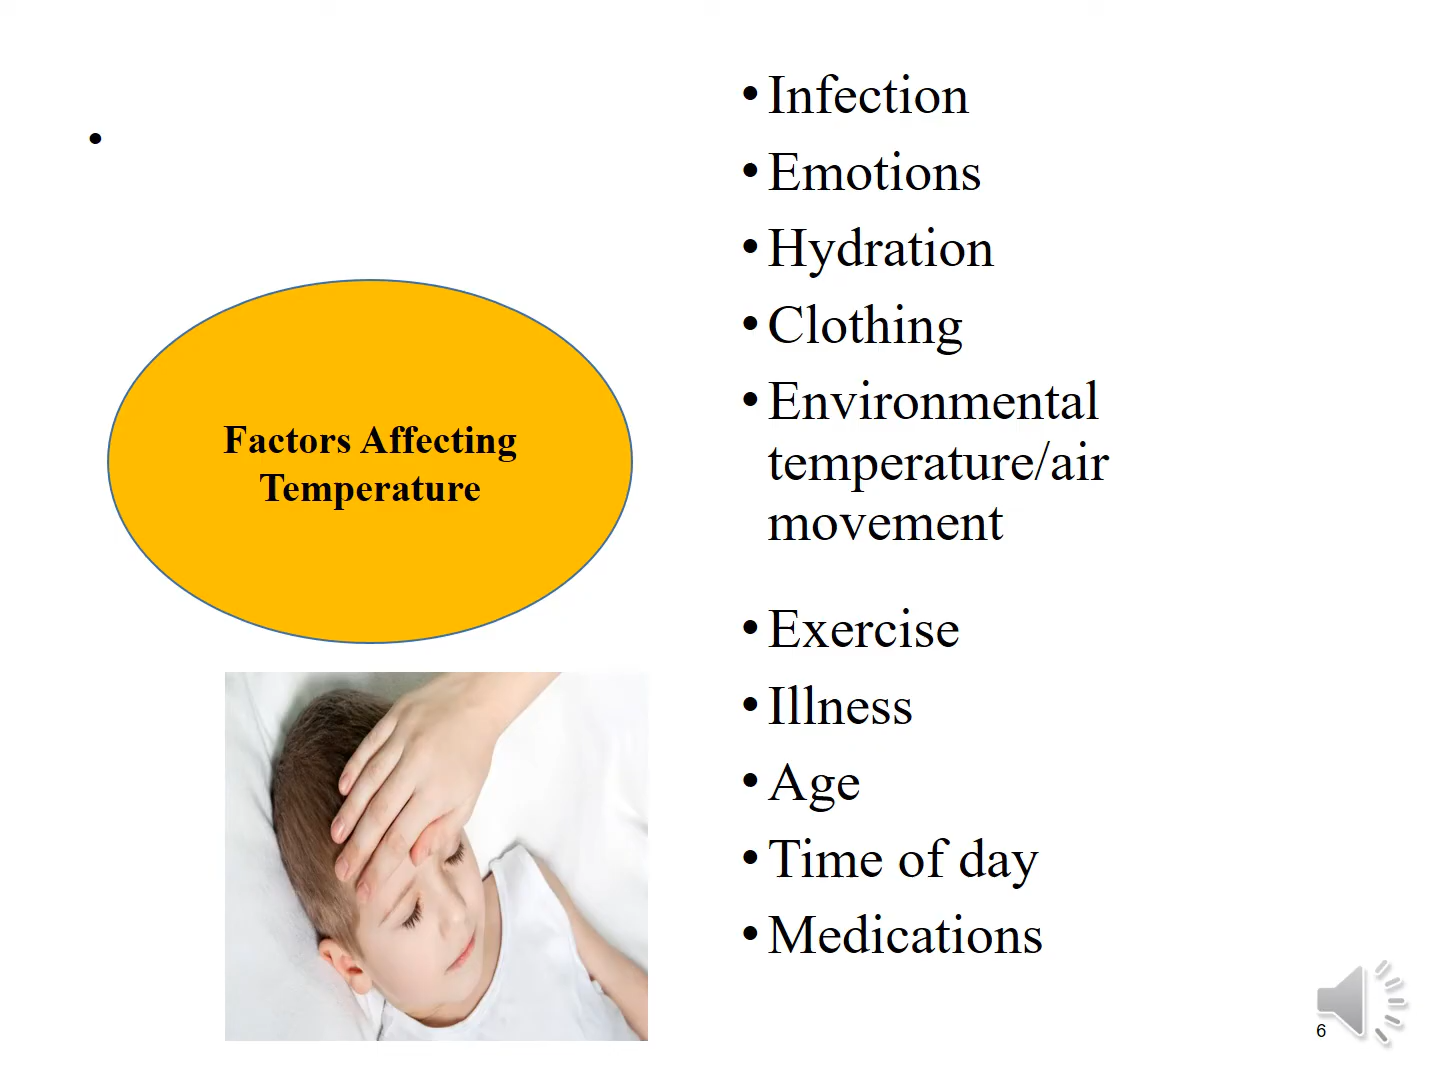 •
Factors Affecting
Temperature
• Infection
• Emotions
• Hydration
• Clothing
• Environmental
temperature/air
movement
• Exercise
• Illness
• Age
• Time of day
• Medications
6